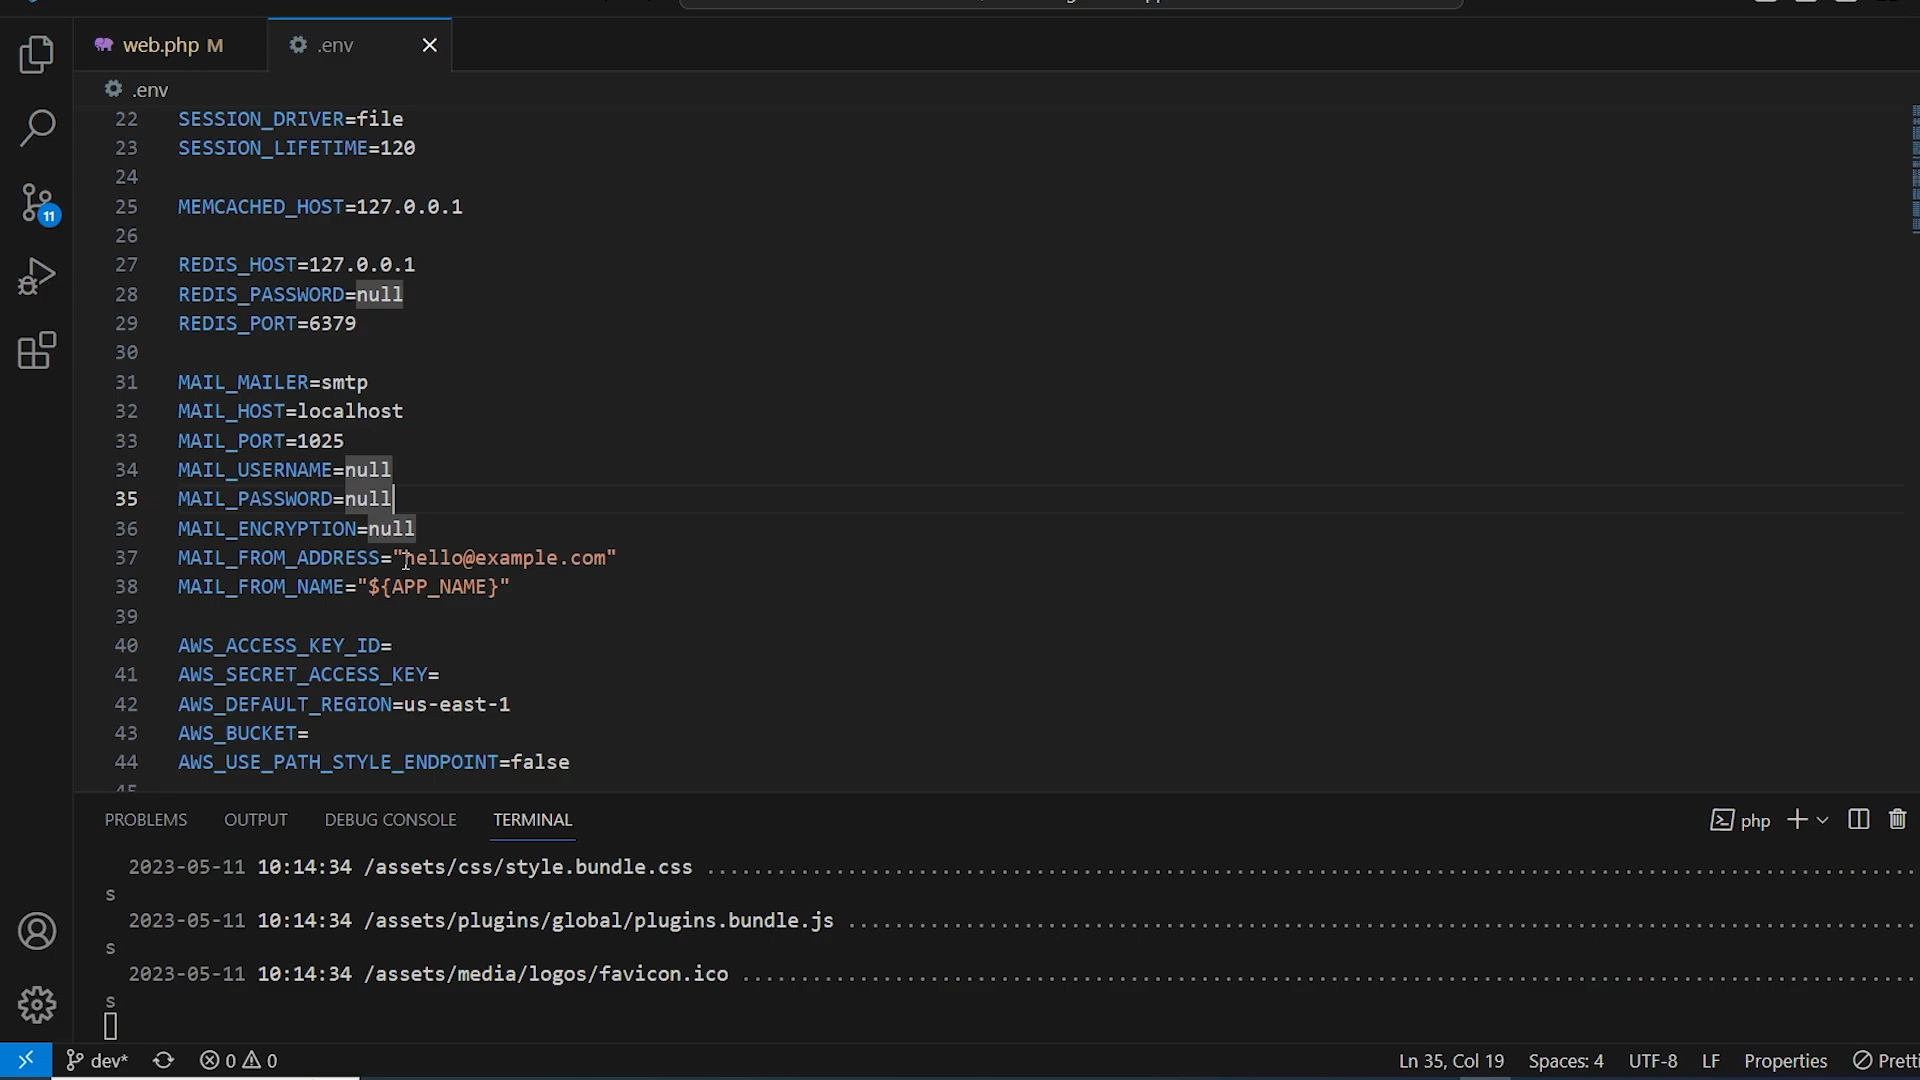 web.php M
.env
.env
22 SESSION_DRIVER=file
23 SESSION_LIFETIME=120
24
25 MEMCACHED_HOST=127.0.0.1
26
27 REDIS_HOST=127.0.0.1
28 REDIS_PASSWORD=null
29 REDIS_PORT=6379
30
31 MAIL_MAILER=smtp
32 MAIL_HOST=localhost
33 MAIL_PORT=1025
34 MAIL_USERNAME=null
35 MAIL_PASSWORD=null
36 MAIL_ENCRYPTION=null
37 MAIL_FROM_ADDRESS="hello@example.com"
38 MAIL_FROM_NAME="${APP_NAME}"
39
40 AWS_ACCESS_KEY_ID=
41 AWS_SECRET_ACCESS_KEY=
42 AWS_DEFAULT_REGION=us-east-1
43 AWS_BUCKET=
44 AWS_USE_PATH_STYLE_ENDPOINT=false
45
11
PROBLEMS OUTPUT DEBUG CONSOLE TERMINAL php
2023-05-11 10:14:34 /assets/css/style.bundle.css ........................................
s
2023-05-11 10:14:34 /assets/plugins/global/plugins.bundle.js ........................................
s
2023-05-11 10:14:34 /assets/media/logos/favicon.ico ........................................
s
dev* 0 0 Ln 35, Col 19 Spaces: 4 UTF-8 LF Properties Pretti